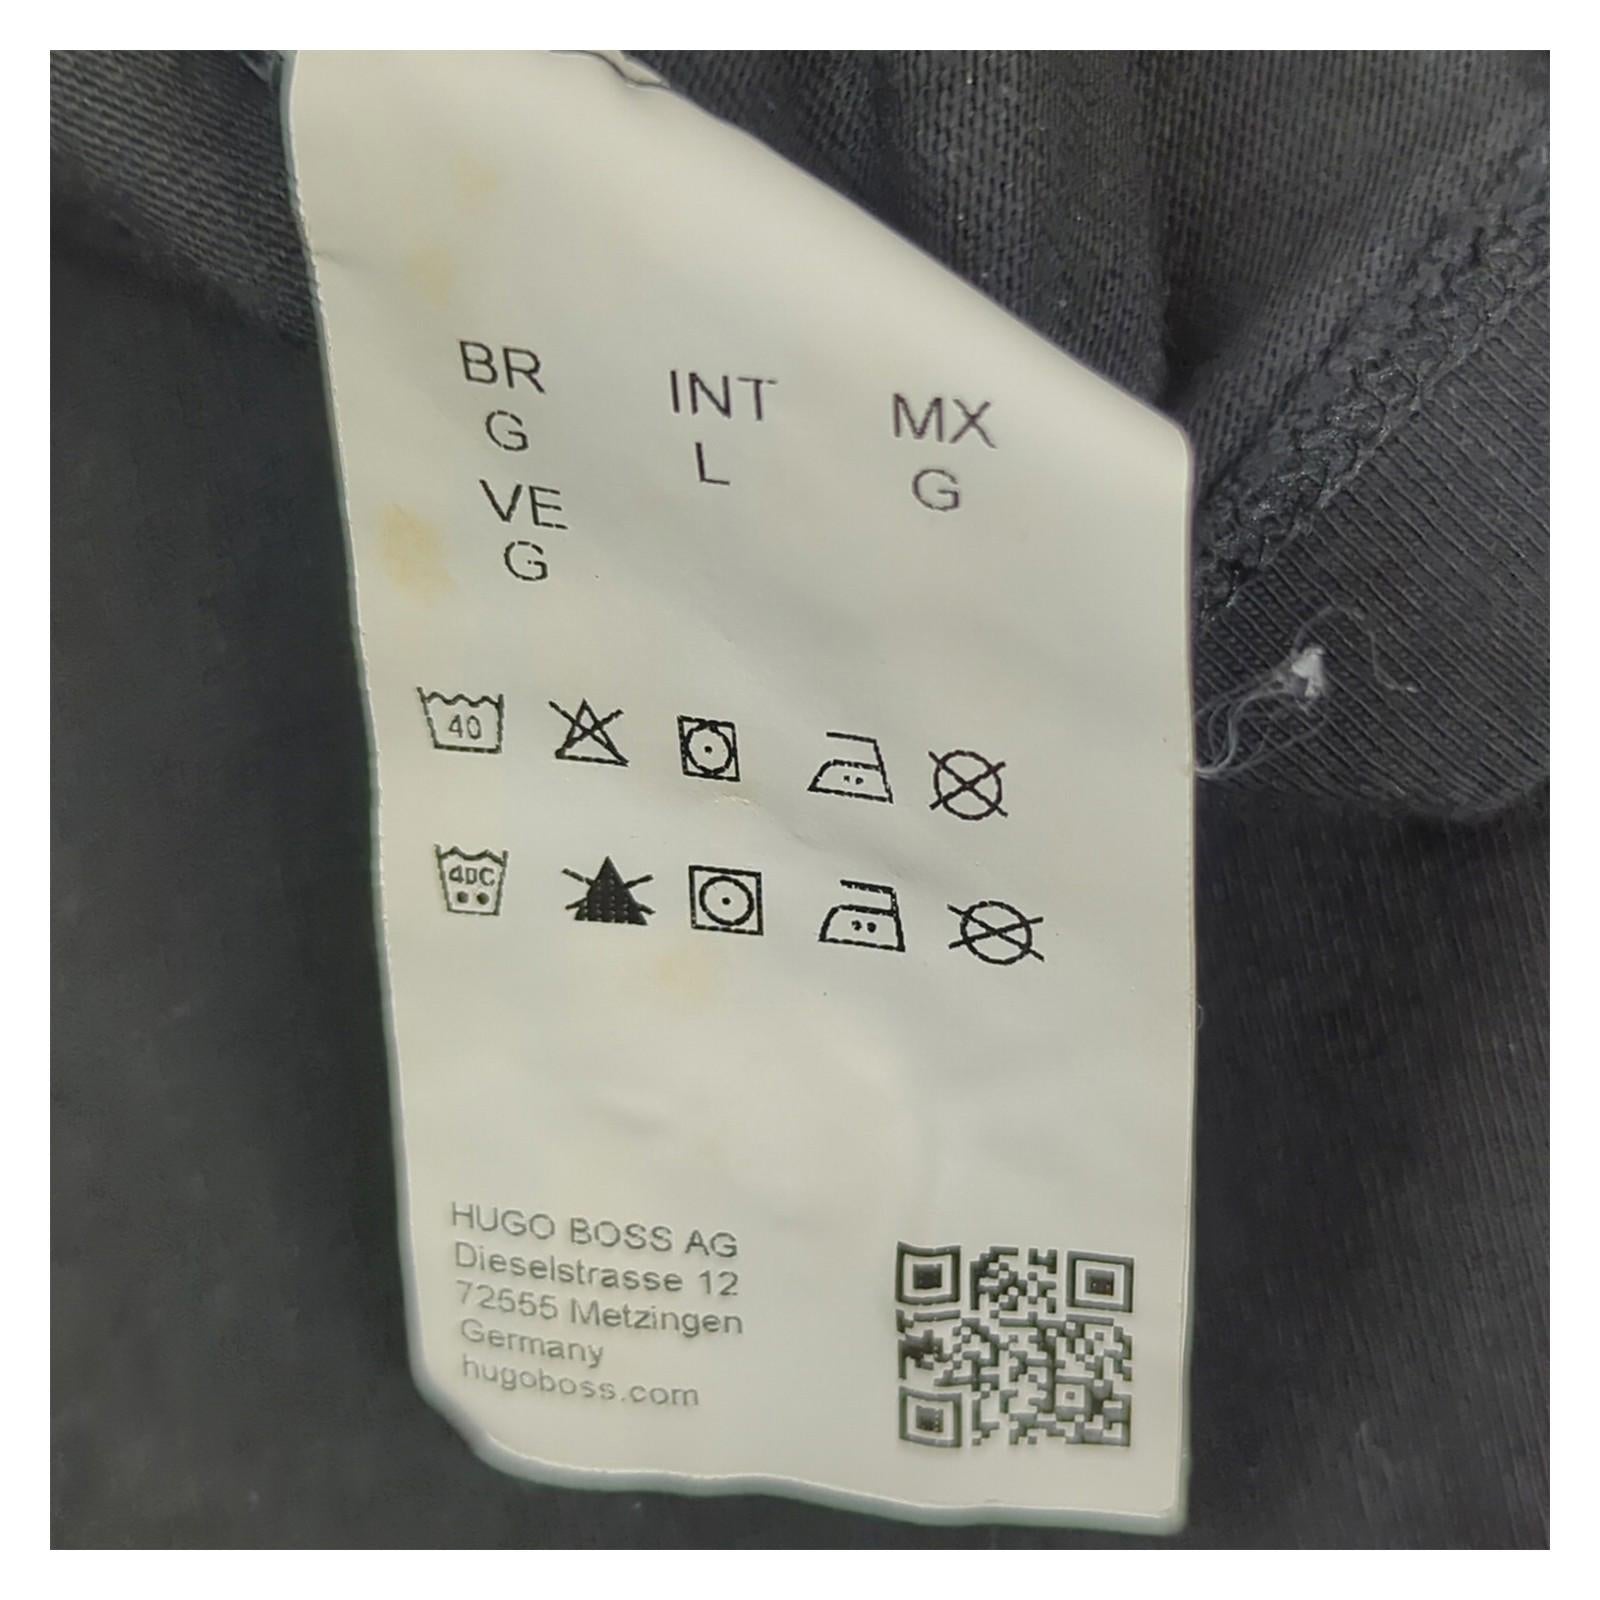 BR INT MX
G L G
VE
G
40
40C
HUGO BOSS AG
Dieselstrasse 12
72555 Metzingen
Germany
hugoboss.com